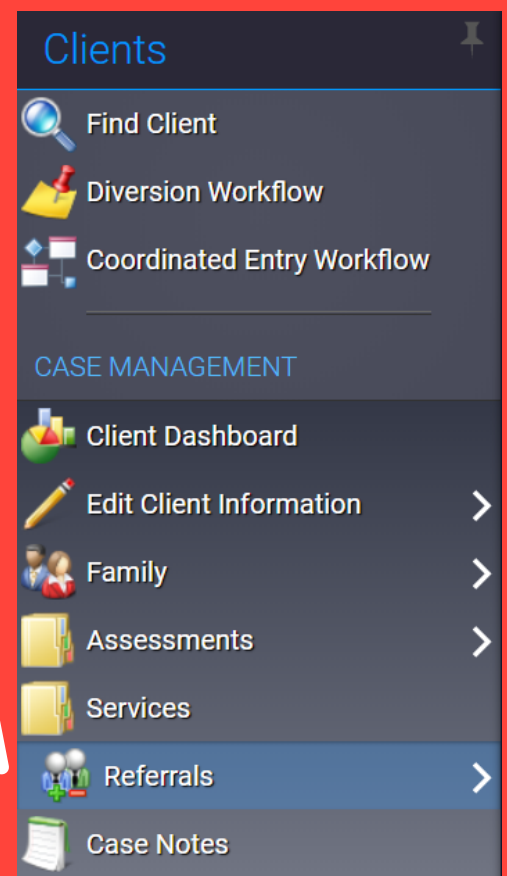 Clients
Find Client
Diversion Workflow
Coordinated Entry Workflow
CASE MANAGEMENT
Client Dashboard
Edit Client Information
Family
Assessments
Services
Referrals
Case Notes